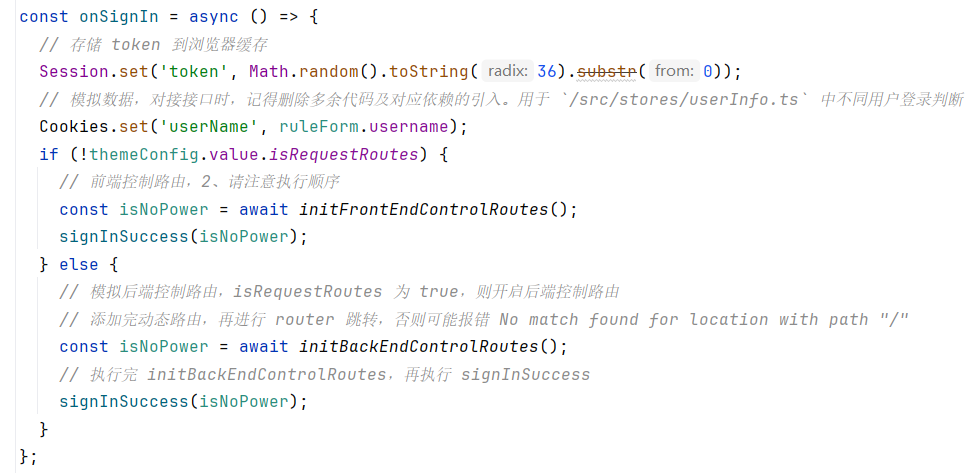 const onSignIn = async () => {
  // 存储 token 到浏览器缓存
  Session.set('token', Math.random().toString( radix: 36).substr( from: 0));
  // 模拟数据，对接接口时，记得删除多余代码及对应依赖的引入。用于 `/src/stores/userInfo.ts` 中不同用户登录判断
  Cookies.set('userName', ruleForm.username);
  if (!themeConfig.value.isRequestRoutes) {
    // 前端控制路由，2、请注意执行顺序
    const isNoPower = await initFrontEndControlRoutes();
    signInSuccess(isNoPower);
  } else {
    // 模拟后端控制路由，isRequestRoutes 为 true，则开启后端控制路由
    // 添加完动态路由，再进行 router 跳转，否则可能报错 No match found for location with path "/"
    const isNoPower = await initBackEndControlRoutes();
    // 执行完 initBackEndControlRoutes，再执行 signInSuccess
    signInSuccess(isNoPower);
  }
};